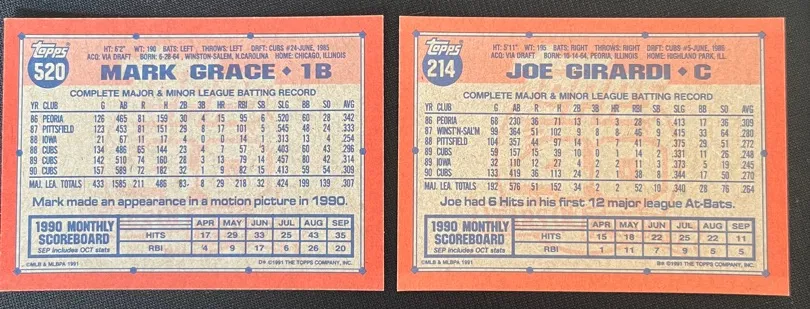 Topps
520
HT: 6'2" WT: 190 BATS: LEFT THROWS: LEFT DRFT: CUBS #24-JUNE, 1985
ACQ: VIA DRAFT BORN: 6-28-64, WINSTON-SALEM, N.CAROLINA HOME: CHICAGO, ILLINOIS
MARK GRACE • 1B
COMPLETE MAJOR & MINOR LEAGUE BATTING RECORD
YR CLUB G AB R H 2B 3B HR RBI SB SLG BB SO AVG
86 PEORIA 126 465 81 159 30 4 15 95 6 .520 60 28 .342
87 PITTSFIELD 123 453 81 151 29 8 17 101 5 .545 48 24 .333
88 IOWA 21 67 11 17 4 0 0 14 1 .313 13 4 .254
88 CUBS 134 486 65 144 23 4 7 57 3 .403 60 43 .296
89 CUBS 142 510 74 160 28 3 13 79 14 .457 80 42 .314
90 CUBS 157 589 72 182 32 1 9 82 15 .413 59 54 .309
MAJ. LEA. TOTALS 433 1585 211 486 83 8 29 218 32 .424 199 139 .307
Mark made an appearance in a motion picture in 1990.
1990 MONTHLY SCOREBOARD APR MAY JUN JUL AUG SEP
HITS 17 29 33 25 43 35
SEP includes OCT stats RBI 4 9 17 6 26 20
©MLB & MLBPA 1991 D* ©1991 THE TOPPS COMPANY, INC.
Topps
214
HT: 5'11" WT: 195 BATS: RIGHT THROWS: RIGHT DRFT: CUBS #5-JUNE, 1986
ACQ: VIA DRAFT BORN: 10-14-64, PEORIA, ILL. HOME: HIGHLAND PARK, ILL.
JOE GIRARDI • C
COMPLETE MAJOR & MINOR LEAGUE BATTING RECORD
YR CLUB G AB R H 2B 3B HR RBI SB SLG BB SO AVG
86 PEORIA 68 230 36 71 13 1 3 28 6 .413 17 36 .309
87 WINST'N-SAL'M 99 364 51 102 9 8 8 46 9 .415 33 64 .280
88 PITTSFIELD 104 357 44 97 14 1 7 41 7 .375 29 51 .272
89 CUBS 59 157 15 39 10 0 1 14 2 .331 11 26 .248
89 IOWA 32 110 12 27 4 2 2 11 3 .373 5 19 .245
90 CUBS 133 419 36 113 24 2 1 38 8 .344 17 50 .270
MAJ. LEA. TOTALS 192 576 51 152 34 2 2 52 10 .340 28 76 .264
Joe had 6 Hits in his first 12 major league At-Bats.
1990 MONTHLY SCOREBOARD APR MAY JUN JUL AUG SEP
HITS 15 18 22 25 22 11
SEP includes OCT stats RBI 1 11 7 9 5 5
©MLB & MLBPA 1991 B* ©1991 THE TOPPS COMPANY, INC.